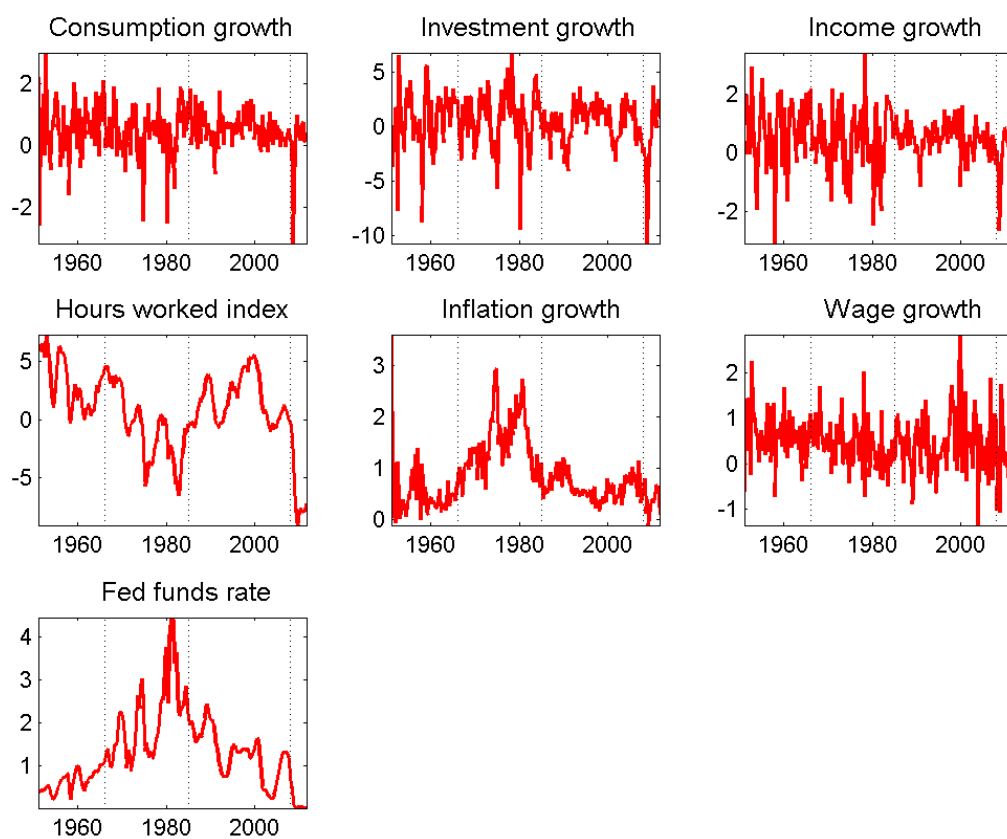 Consumption growth
2
0
-2
1960 1980 2000
Investment growth
5
0
-5
-10
1960 1980 2000
Income growth
2
0
-2
1960 1980 2000
Hours worked index
5
0
-5
1960 1980 2000
Inflation growth
3
2
1
0
1960 1980 2000
Wage growth
2
1
0
-1
1960 1980 2000
Fed funds rate
4
3
2
1
1960 1980 2000